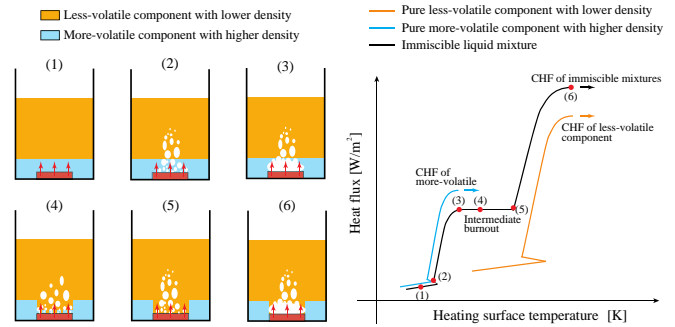 Less-volatile component with lower density
More-volatile component with higher density
(1)
(2)
(3)
(4)
(5)
(6)
Pure less-volatile component with lower density
Pure more-volatile component with higher density
Immiscible liquid mixture
CHF of immiscible mixtures
(6)
CHF of less-volatile
component
CHF of
more-volatile
(3)
(4)
(5)
Intermediate
burnout
(2)
(1)
Heat flux [W/m²]
Heating surface temperature [K]